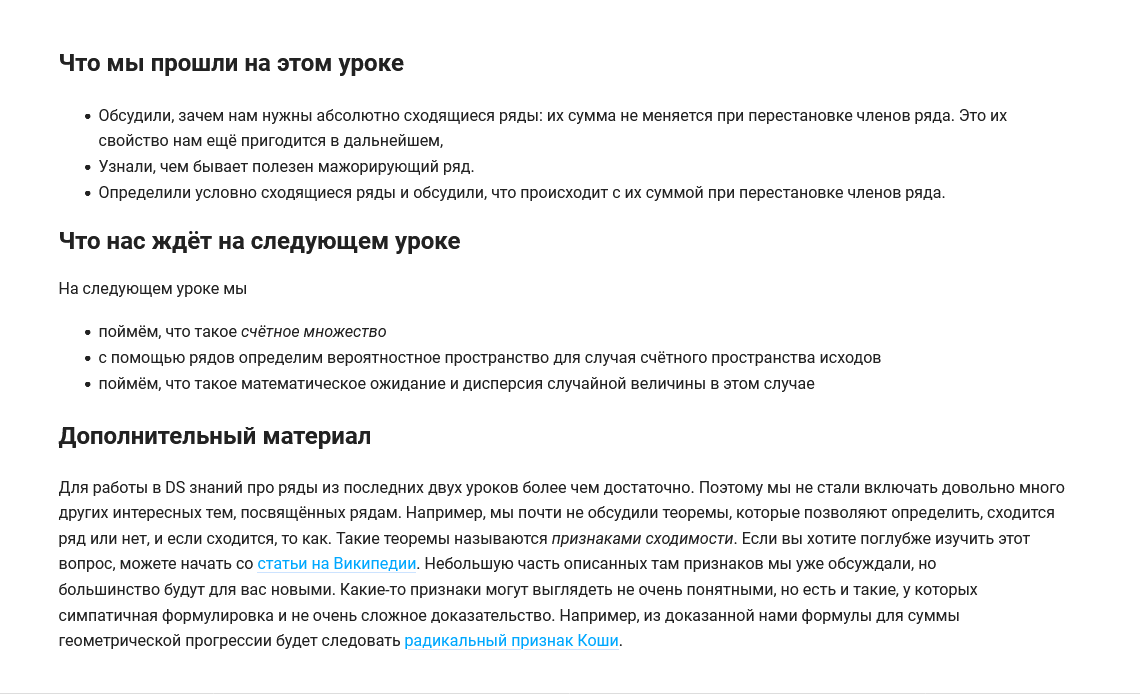 Что мы прошли на этом уроке
• Обсудили, зачем нам нужны абсолютно сходящиеся ряды: их сумма не меняется при перестановке членов ряда. Это их
свойство нам ещё пригодится в дальнейшем,
• Узнали, чем бывает полезен мажорирующий ряд.
• Определили условно сходящиеся ряды и обсудили, что происходит с их суммой при перестановке членов ряда.
Что нас ждёт на следующем уроке
На следующем уроке мы
• поймём, что такое счётное множество
• с помощью рядов определим вероятностное пространство для случая счётного пространства исходов
• поймём, что такое математическое ожидание и дисперсия случайной величины в этом случае
Дополнительный материал
Для работы в DS знаний про ряды из последних двух уроков более чем достаточно. Поэтому мы не стали включать довольно много
других интересных тем, посвящённых рядам. Например, мы почти не обсудили теоремы, которые позволяют определить, сходится
ряд или нет, и если сходится, то как. Такие теоремы называются признаками сходимости. Если вы хотите поглубже изучить этот
вопрос, можете начать со статьи на Википедии. Небольшую часть описанных там признаков мы уже обсуждали, но
большинство будут для вас новыми. Какие-то признаки могут выглядеть не очень понятными, но есть и такие, у которых
симпатичная формулировка и не очень сложное доказательство. Например, из доказанной нами формулы для суммы
геометрической прогрессии будет следовать радикальный признак Коши.